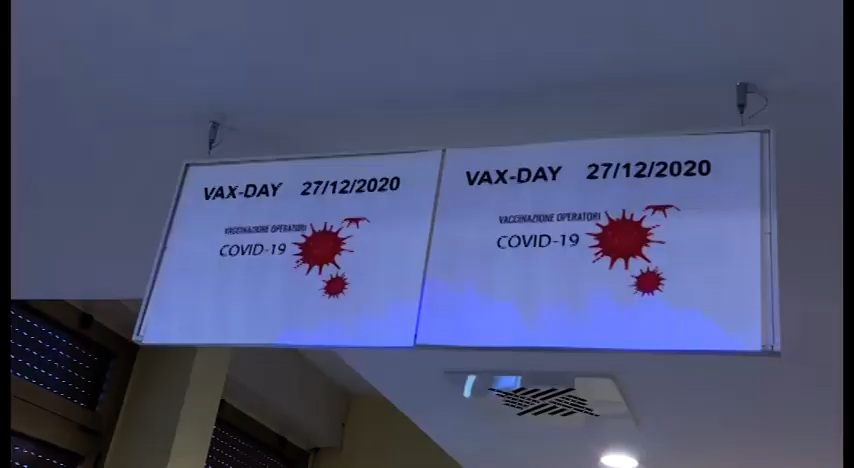 VAX-DAY 27/12/2020
VACCINAZIONE OPERATORI
COVID-19
VAX-DAY 27/12/2020
VACCINAZIONE OPERATORI
COVID-19